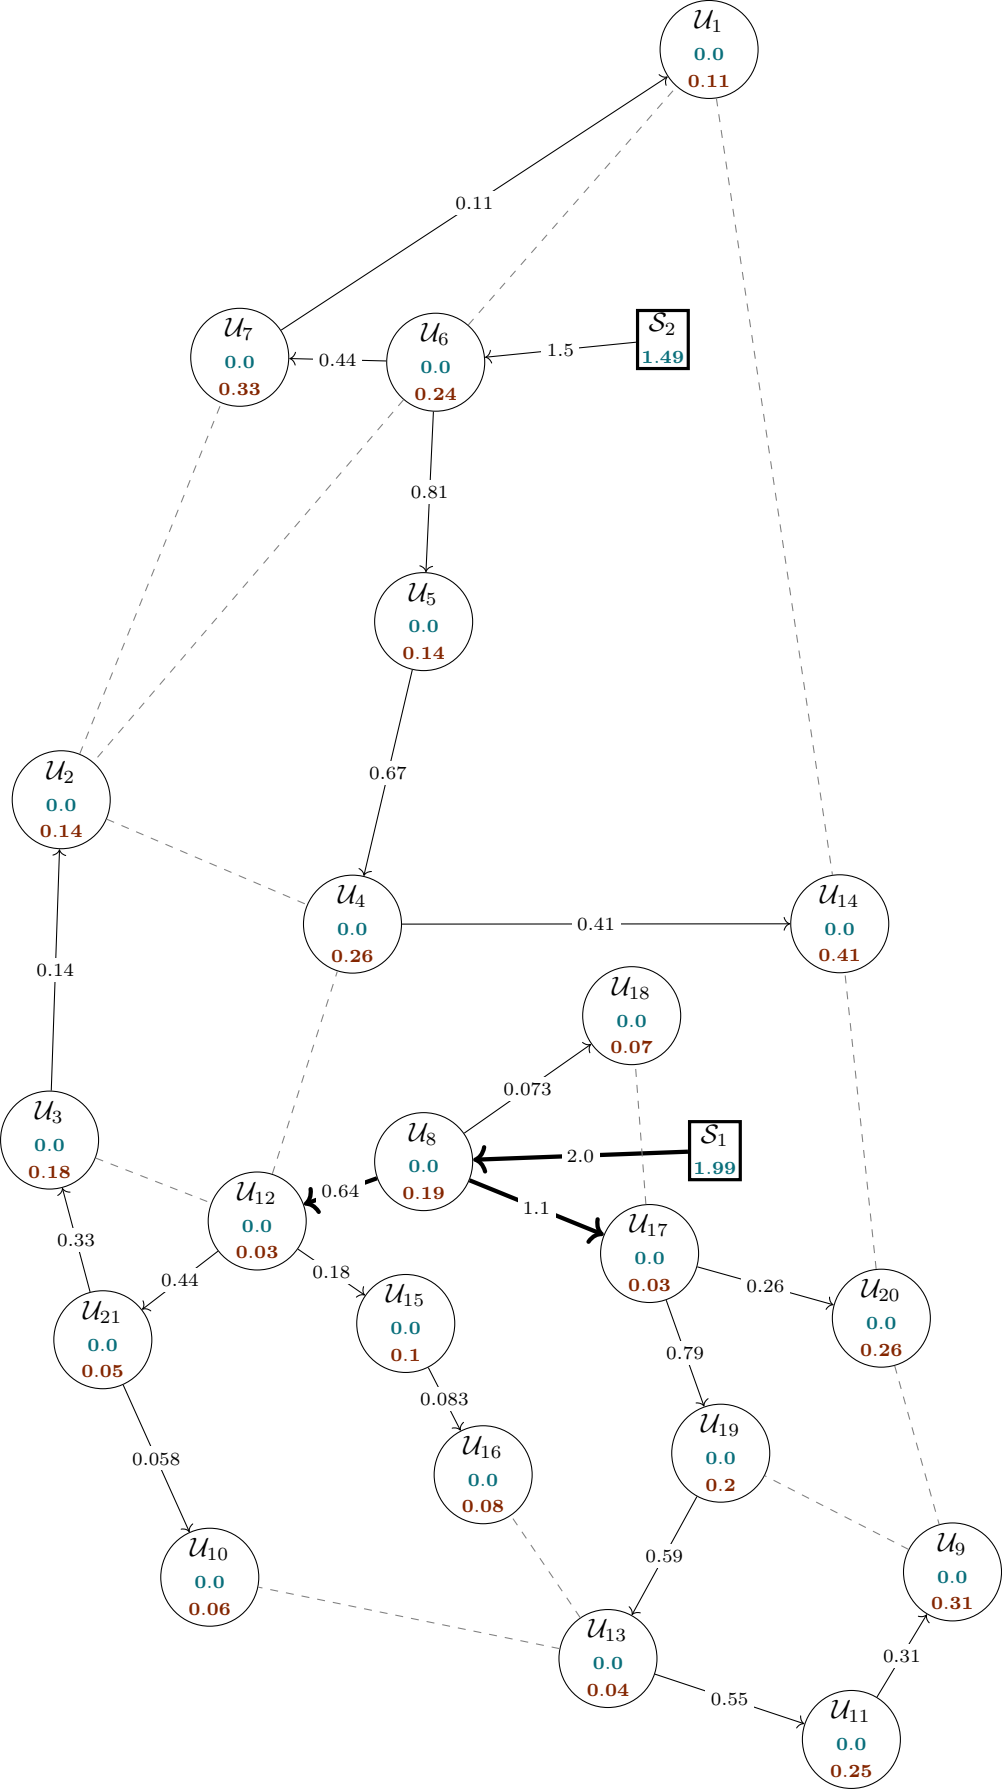 𝒰₁
0.0
0.11
0.11
𝒰₇
0.0
0.33
0.44
𝒰₆
0.0
0.24
1.5
𝒮₂
1.49
0.81
𝒰₅
0.0
0.14
0.67
𝒰₂
0.0
0.14
𝒰₄
0.0
0.26
0.41
𝒰₁₄
0.0
0.41
0.14
𝒰₁₈
0.0
0.07
0.073
𝒰₃
0.0
0.18
𝒰₈
0.0
0.19
2.0
𝒮₁
1.99
0.64
1.1
𝒰₁₂
0.0
0.03
𝒰₁₇
0.0
0.03
0.33
0.44
0.18
0.26
𝒰₂₁
0.0
0.05
𝒰₁₅
0.0
0.1
𝒰₂₀
0.0
0.26
0.79
0.083
0.058
𝒰₁₆
0.0
0.08
𝒰₁₉
0.0
0.2
0.59
𝒰₁₀
0.0
0.06
𝒰₉
0.0
0.31
𝒰₁₃
0.0
0.04
0.31
0.55
𝒰₁₁
0.0
0.25